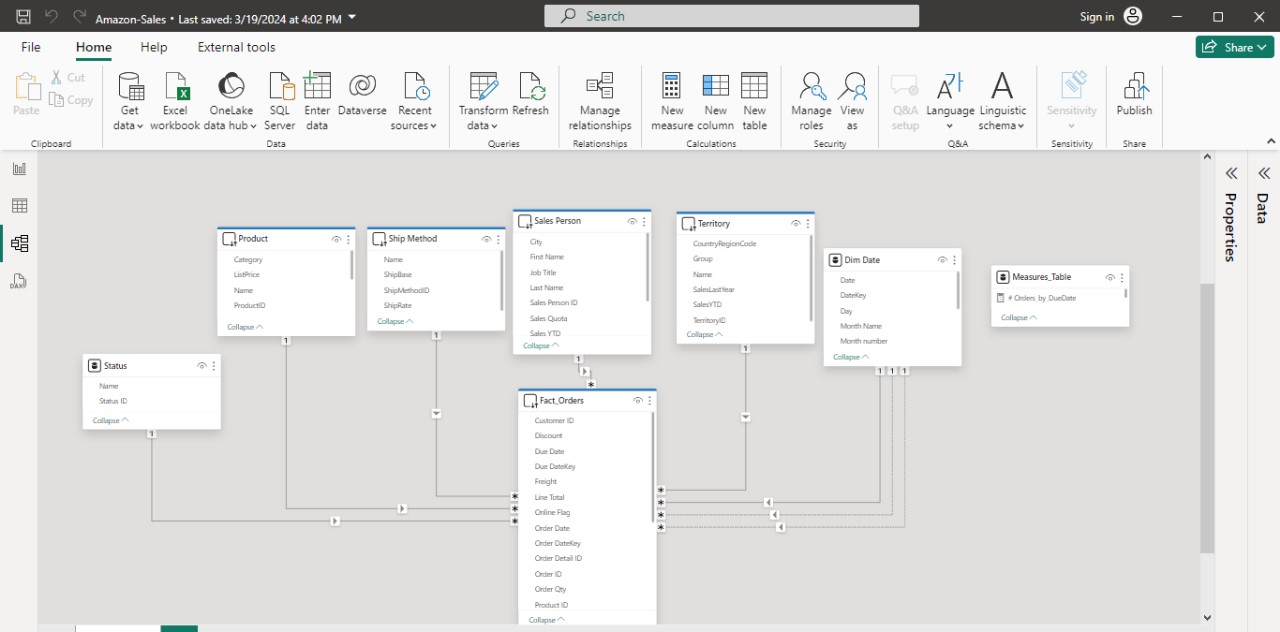 Amazon-Sales • Last saved: 3/19/2024 at 4:02 PM
Search
Sign in
File
Home
Help
External tools
Share
Paste
Cut
Copy
Get data
Excel workbook
OneLake data hub
SQL Server
Enter data
Dataverse
Recent sources
Transform data
Refresh
Manage relationships
New measure
New column
New table
Manage roles
View as
Q&A setup
Language
Linguistic schema
Sensitivity
Publish
Clipboard
Data
Queries
Relationships
Calculations
Security
Q&A
Sensitivity
Share
Properties
Data
Product
Category
ListPrice
Name
ProductID
Collapse
Ship Method
Name
ShipBase
ShipMethodID
ShipRate
Collapse
Sales Person
City
First Name
Job Title
Last Name
Sales Person ID
Sales Quota
Sales YTD
Collapse
Territory
CountryRegionCode
Group
Name
SalesLastYear
SalesYTD
TerritoryID
Collapse
Dim Date
Date
DateKey
Day
Month Name
Month number
Collapse
Measures_Table
# Orders_by_DueDate
Collapse
Status
Name
Status ID
Collapse
1
1
1
1
1 1 1
1
*
Fact_Orders
Customer ID
Discount
Due Date
Due DateKey
Freight
Line Total
Online Flag
Order Date
Order DateKey
Order Detail ID
Order ID
Order Qty
Product ID
Collapse
*
*
*
*
*
*
*